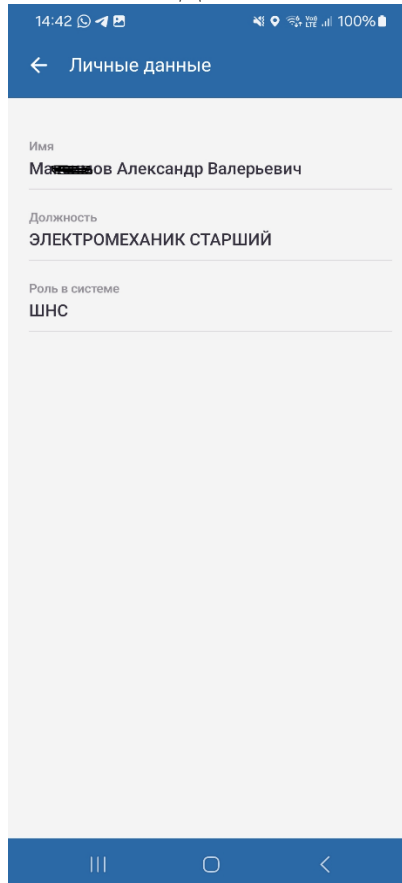 14:42 100%
Личные данные
Имя
Александр Валерьевич
Должность
ЭЛЕКТРОМЕХАНИК СТАРШИЙ
Роль в системе
ШНС